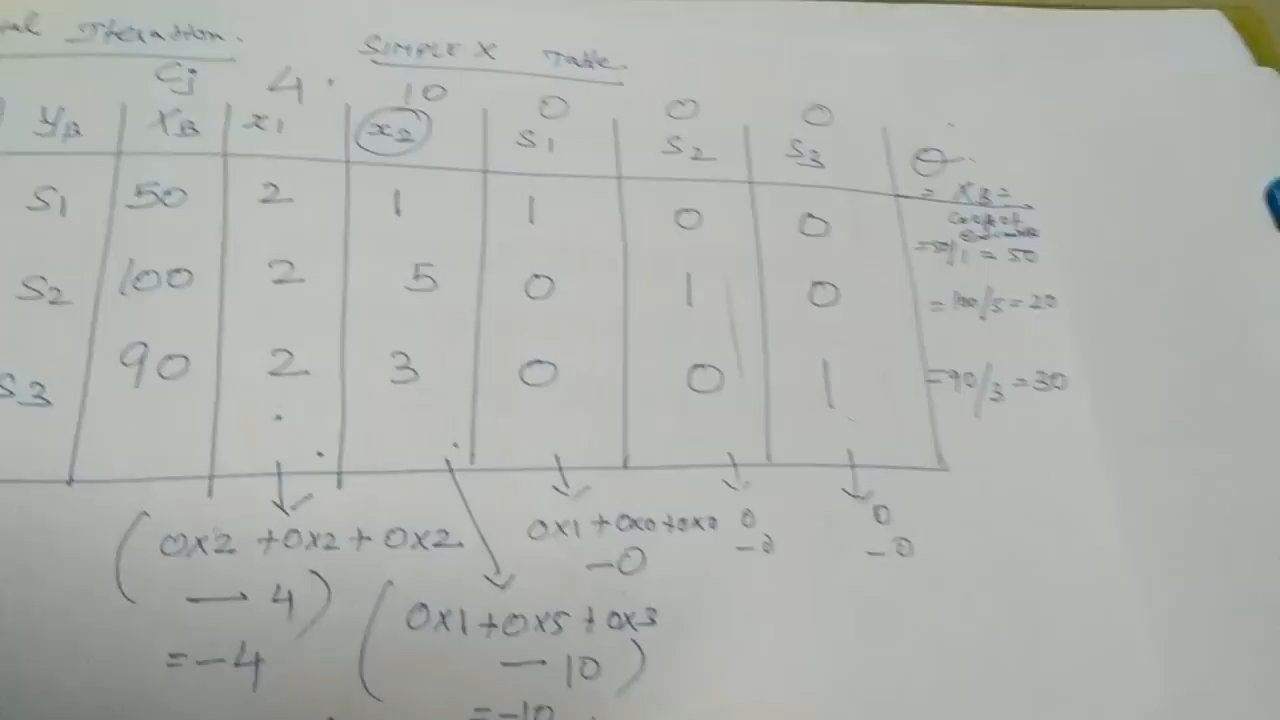 Iteration.
SIMPLEX Table.
Cj 4 10 0 0 0
YB XB x1 x2 S1 S2 S3 θ
= XB =
S1 50 2 1 1 0 0
=50/1 = 50
S2 100 2 5 0 1 0 =100/5=20
S3 90 2 3 0 0 1 =90/3=30
(0x2 +0x2+0x2
— 4)
=-4
(0x1+0x5+0x3
— 10)
=-10
0x1+0x0+0x0
-0
0
-0
0
-0